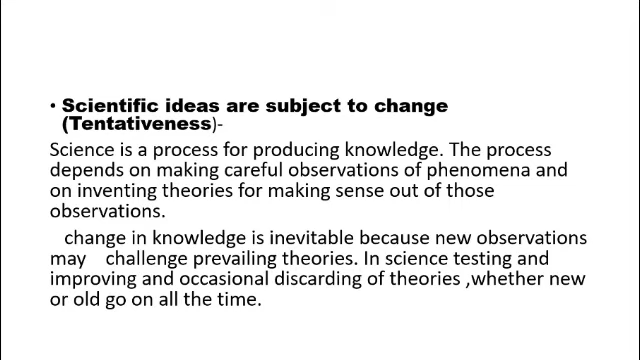 • Scientific ideas are subject to change
(Tentativeness)-
Science is a process for producing knowledge. The process
depends on making careful observations of phenomena and
on inventing theories for making sense out of those
observations.
change in knowledge is inevitable because new observations
may challenge prevailing theories. In science testing and
improving and occasional discarding of theories ,whether new
or old go on all the time.